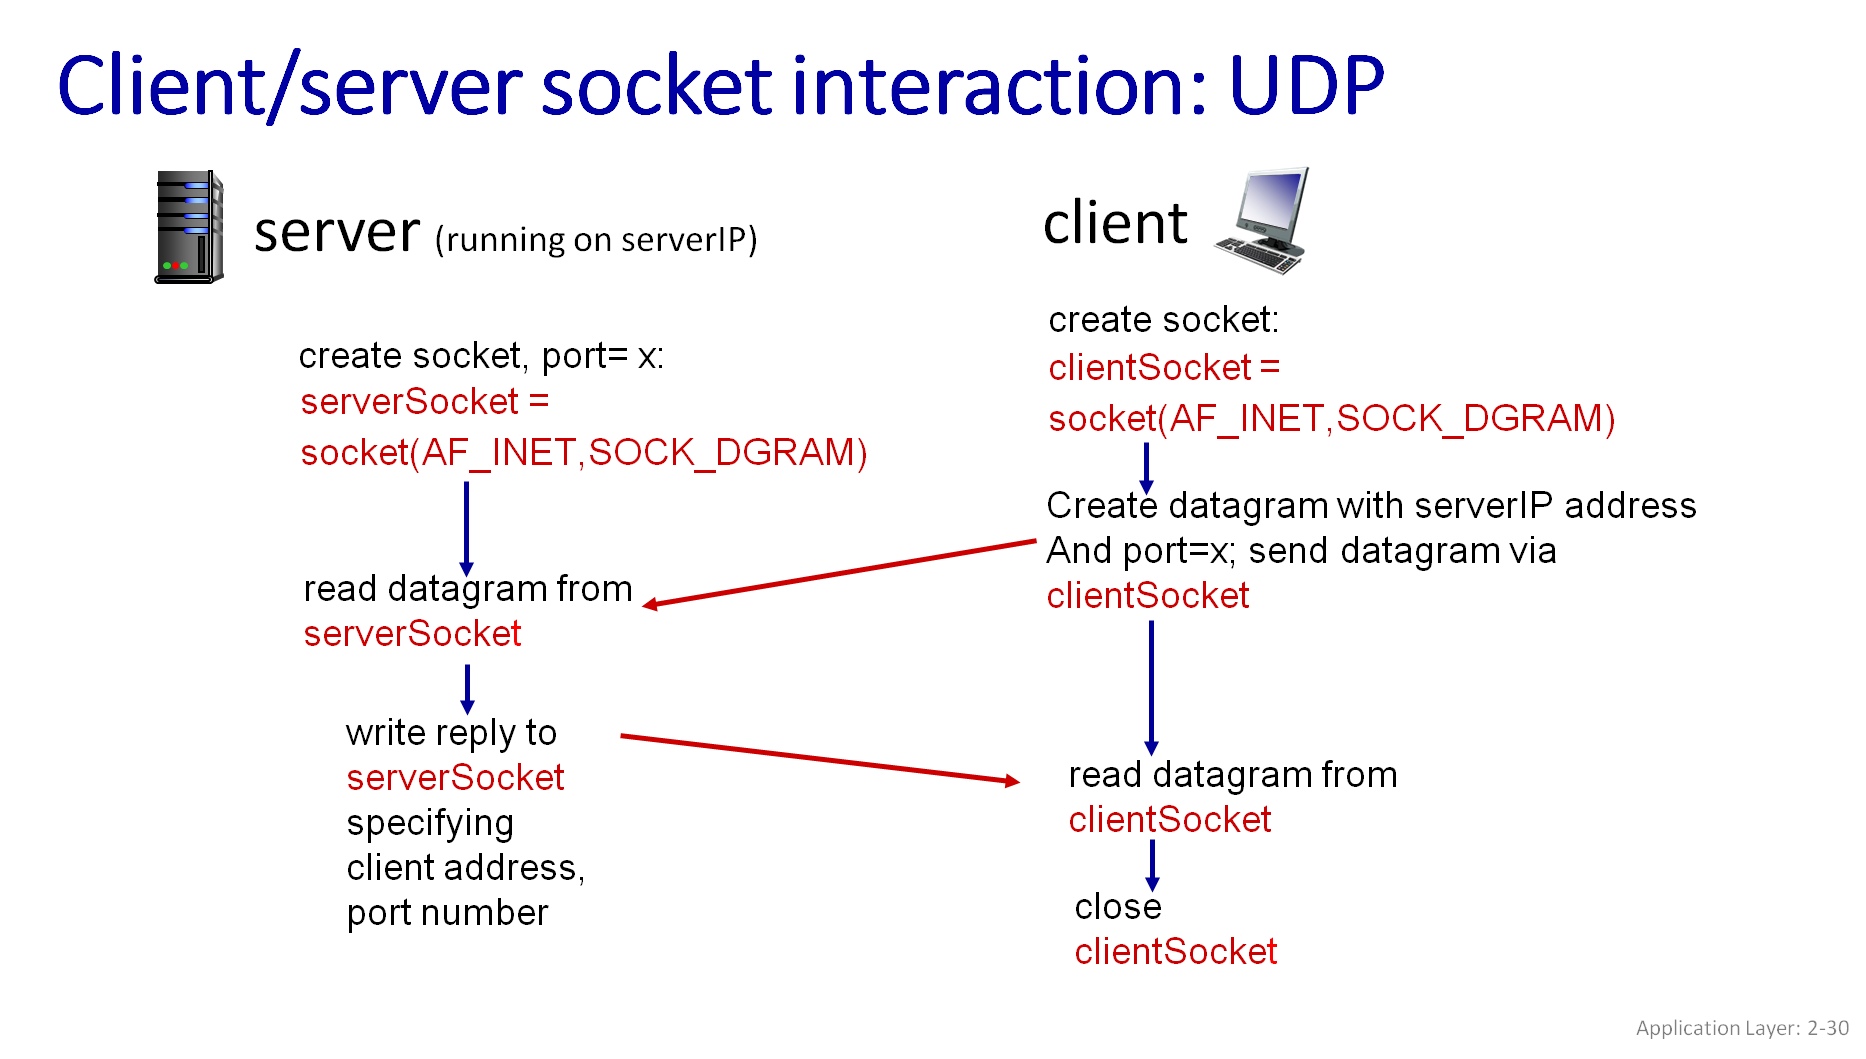 Client/server socket interaction: UDP
server (running on serverIP)
create socket, port= x:
serverSocket =
socket(AF_INET,SOCK_DGRAM)
read datagram from
serverSocket
write reply to
serverSocket
specifying
client address,
port number
client
create socket:
clientSocket =
socket(AF_INET,SOCK_DGRAM)
Create datagram with serverIP address
And port=x; send datagram via
clientSocket
read datagram from
clientSocket
close
clientSocket
Application Layer: 2-30